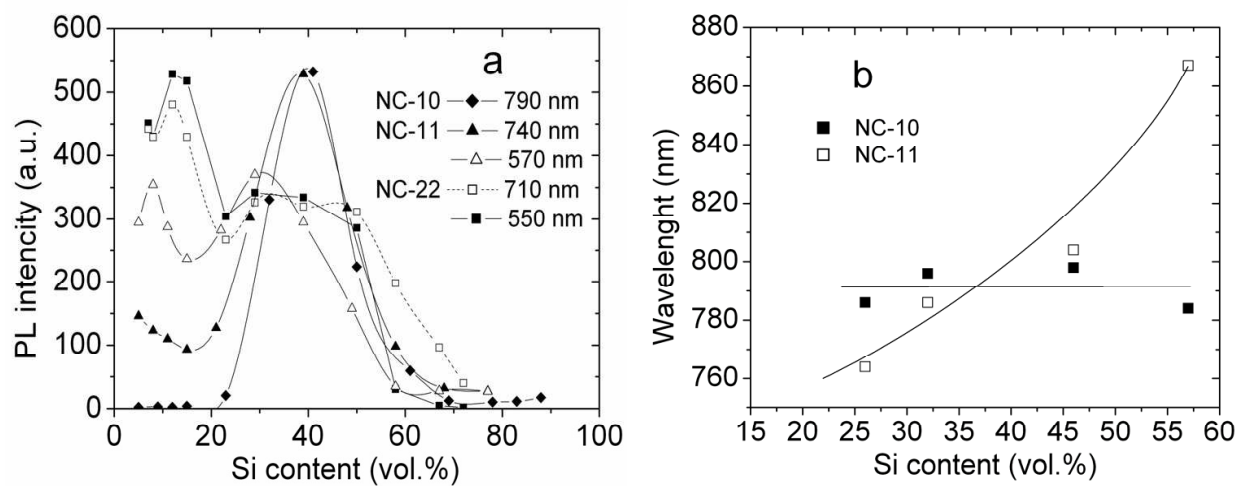 600
500
400
300
200
100
0
PL intencity (a.u.)
a
NC-10 790 nm
NC-11 740 nm
570 nm
NC-22 710 nm
550 nm
0 20 40 60 80 100
Si content (vol.%)
880
860
840
820
800
780
760
Wavelenght (nm)
b
NC-10
NC-11
15 20 25 30 35 40 45 50 55 60
Si content (vol.%)